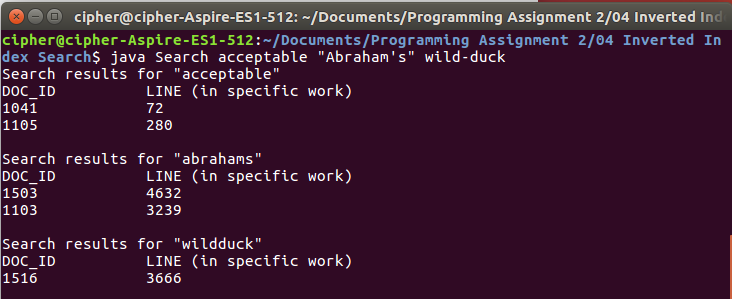 cipher@cipher-Aspire-ES1-512: ~/Documents/Programming Assignment 2/04 Inverted Ind
cipher@cipher-Aspire-ES1-512:~/Documents/Programming Assignment 2/04 Inverted In
dex Search$ java Search acceptable "Abraham's" wild-duck
Search results for "acceptable"
DOC_ID LINE (in specific work)
1041 72
1105 280
Search results for "abrahams"
DOC_ID LINE (in specific work)
1503 4632
1103 3239
Search results for "wildduck"
DOC_ID LINE (in specific work)
1516 3666